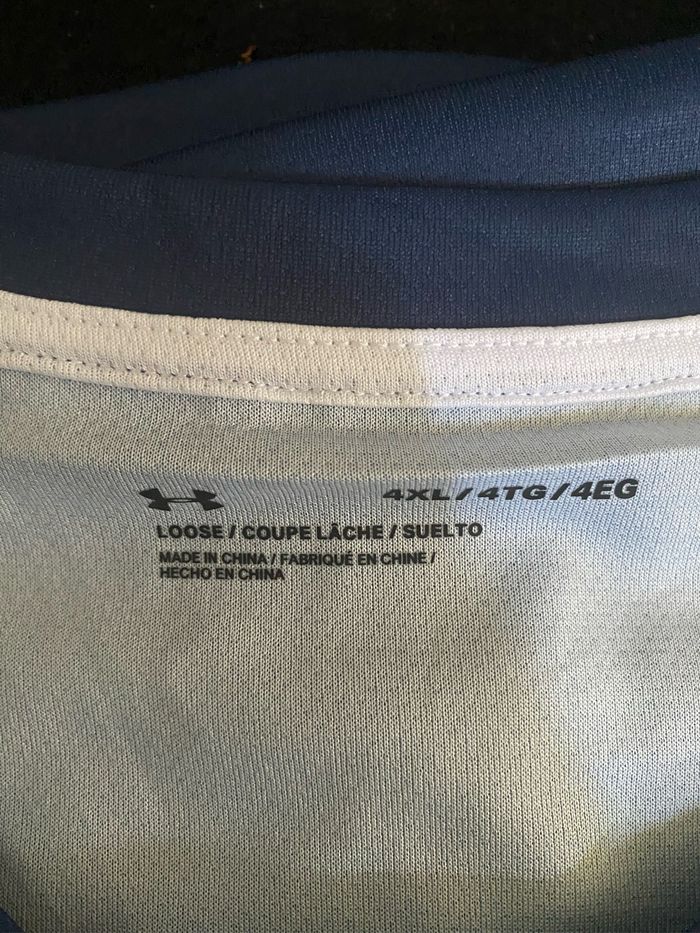 4XL/4TG/4EG
LOOSE / COUPE LÂCHE / SUELTO
MADE IN CHINA / FABRIQUÉ EN CHINE /
HECHO EN CHINA